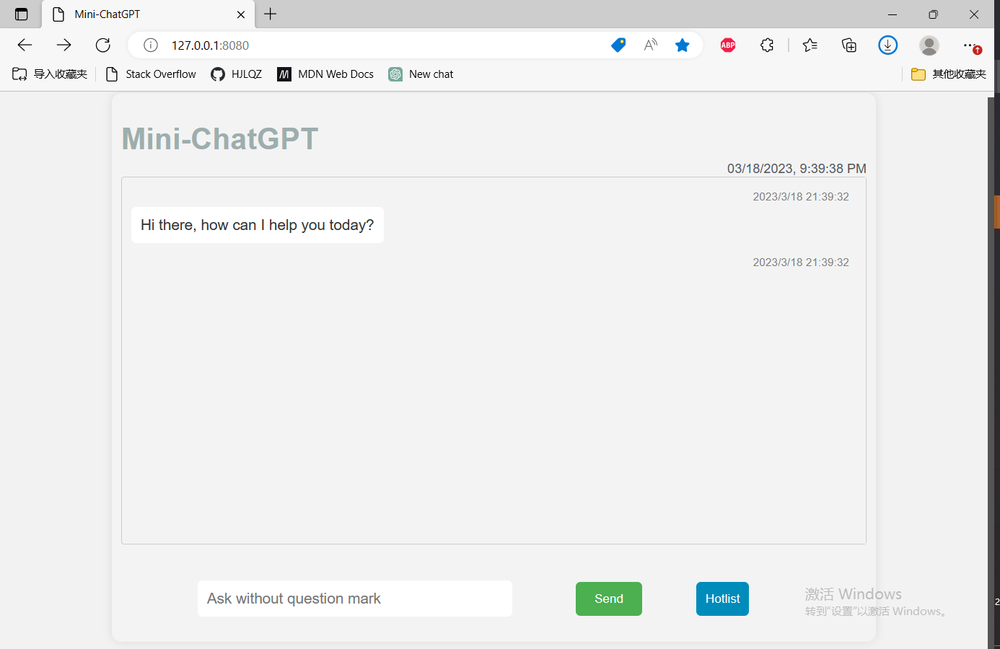 Mini-ChatGPT
127.0.0.1:8080
ABP
导入收藏夹
Stack Overflow
HJLQZ
MDN Web Docs
New chat
其他收藏夹
Mini-ChatGPT
03/18/2023, 9:39:38 PM
2023/3/18 21:39:32
Hi there, how can I help you today?
2023/3/18 21:39:32
Ask without question mark
Send
Hotlist
激活 Windows
转到“设置”以激活 Windows。
2